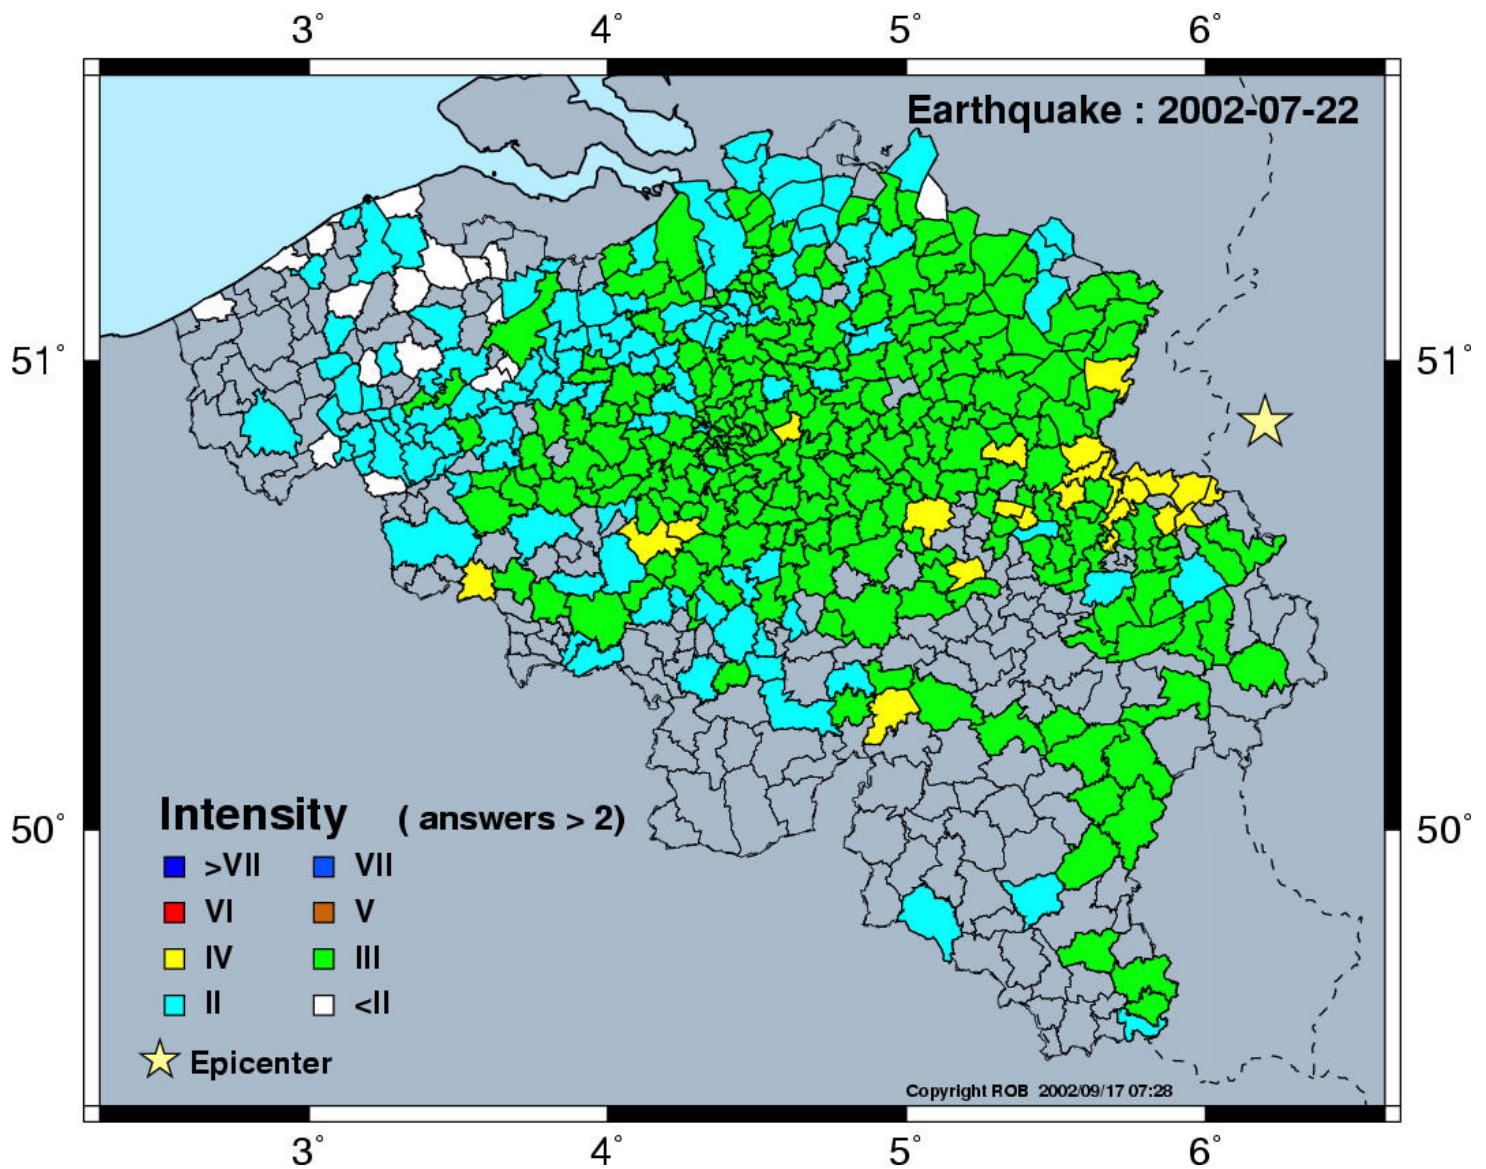 3° 4° 5° 6°
Earthquake : 2002-07-22
51° 51°
50° 50°
Intensity ( answers > 2)
>VII VII
VI V
IV III
II <II
Epicenter
Copyright ROB 2002/09/17 07:28
3° 4° 5° 6°